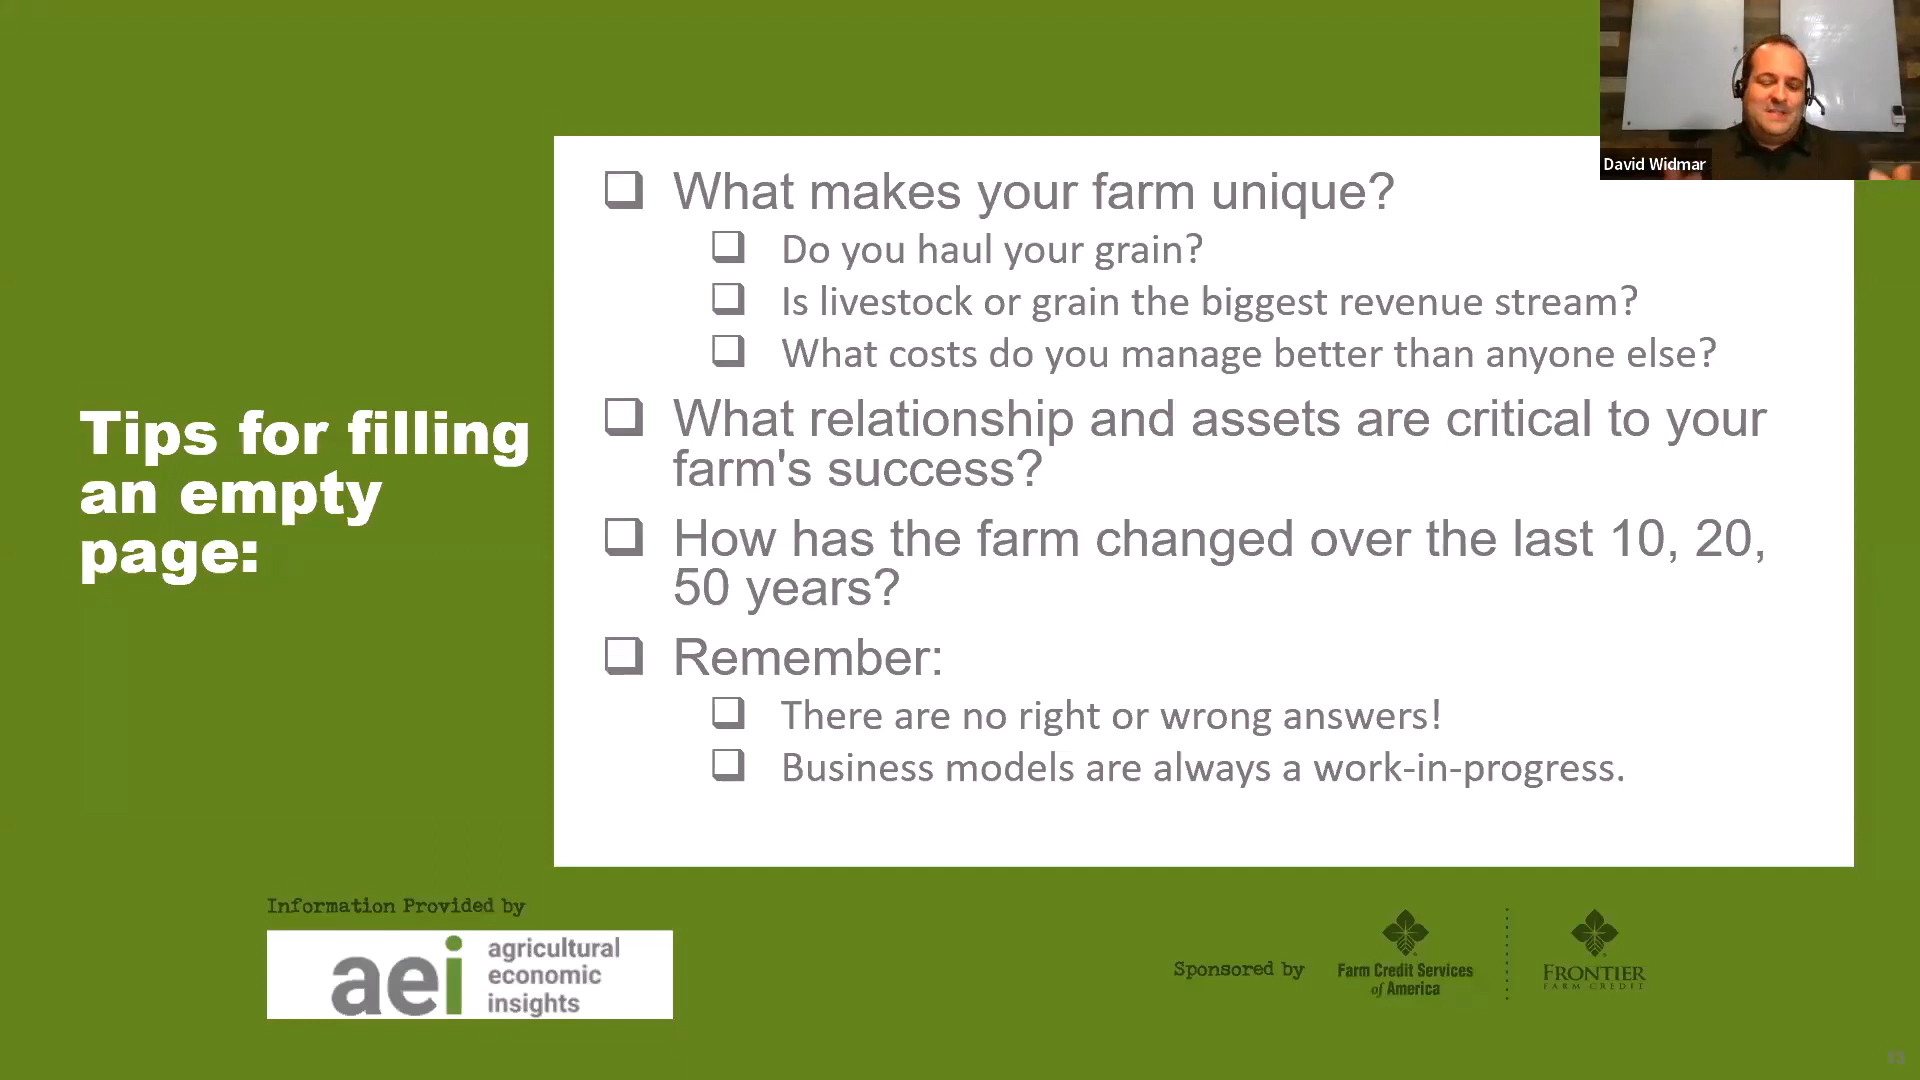 David Widmar
What makes your farm unique?
Do you haul your grain?
Is livestock or grain the biggest revenue stream?
What costs do you manage better than anyone else?
Tips for filling
an empty
page:
What relationship and assets are critical to your
farm's success?
How has the farm changed over the last 10, 20,
50 years?
Remember:
There are no right or wrong answers!
Business models are always a work-in-progress.
Information Provided by
aei agricultural
economic
insights
Sponsored by
Farm Credit Services
of America
FRONTIER
FARM CREDIT